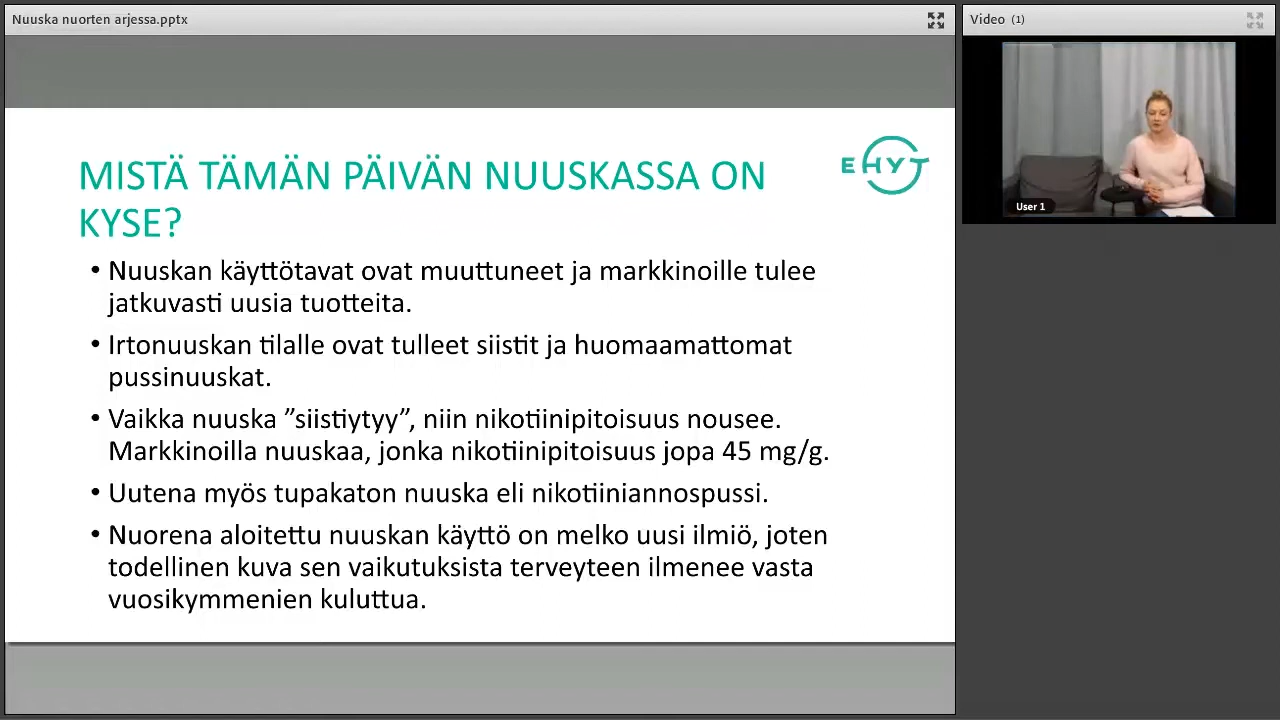 Nuuska nuorten arjessa.pptx
Video (1)
MISTÄ TÄMÄN PÄIVÄN NUUSKASSA ON
KYSE?
EHYT
• Nuuskan käyttötavat ovat muuttuneet ja markkinoille tulee
jatkuvasti uusia tuotteita.
• Irtonuuskan tilalle ovat tulleet siistit ja huomaamattomat
pussinuuskat.
• Vaikka nuuska ”siistiytyy”, niin nikotiinipitoisuus nousee.
Markkinoilla nuuskaa, jonka nikotiinipitoisuus jopa 45 mg/g.
• Uutena myös tupakaton nuuska eli nikotiiniannospussi.
• Nuorena aloitettu nuuskan käyttö on melko uusi ilmiö, joten
todellinen kuva sen vaikutuksista terveyteen ilmenee vasta
vuosikymmenien kuluttua.
User 1